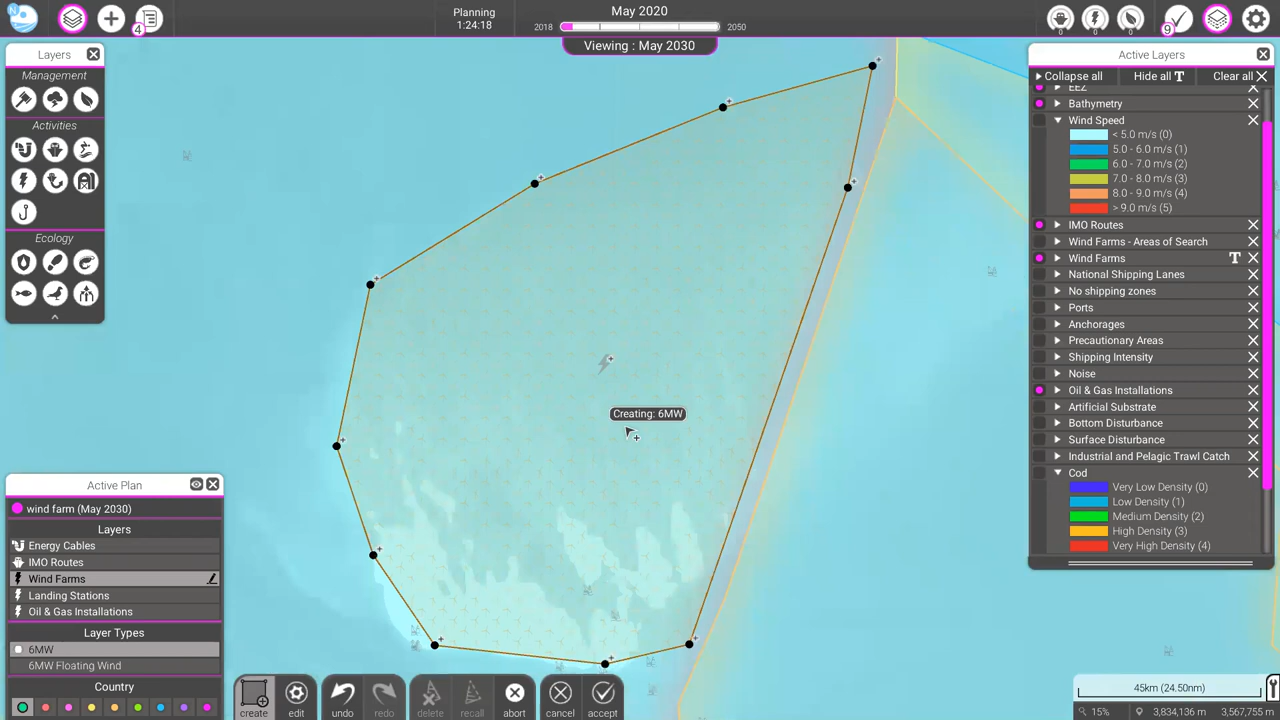 Planning
1:24:18
May 2020
2018
2050
Viewing : May 2030
4
0
0
0
9
Layers
Management
Activities
Ecology
Active Layers
Collapse all
Hide all T
Clear all
EEZ
Bathymetry
Wind Speed
< 5.0 m/s (0)
5.0 - 6.0 m/s (1)
6.0 - 7.0 m/s (2)
7.0 - 8.0 m/s (3)
8.0 - 9.0 m/s (4)
> 9.0 m/s (5)
IMO Routes
Wind Farms - Areas of Search
Wind Farms T
National Shipping Lanes
No shipping zones
Ports
Anchorages
Precautionary Areas
Shipping Intensity
Noise
Oil & Gas Installations
Artificial Substrate
Bottom Disturbance
Surface Disturbance
Industrial and Pelagic Trawl Catch
Cod
Very Low Density (0)
Low Density (1)
Medium Density (2)
High Density (3)
Very High Density (4)
Creating: 6MW
Active Plan
wind farm (May 2030)
Layers
Energy Cables
IMO Routes
Wind Farms
Landing Stations
Oil & Gas Installations
Layer Types
6MW
6MW Floating Wind
Country
create
edit
undo
redo
delete
recall
abort
cancel
accept
45km (24.50nm)
15%
3,834,136 m
3,567,755 m